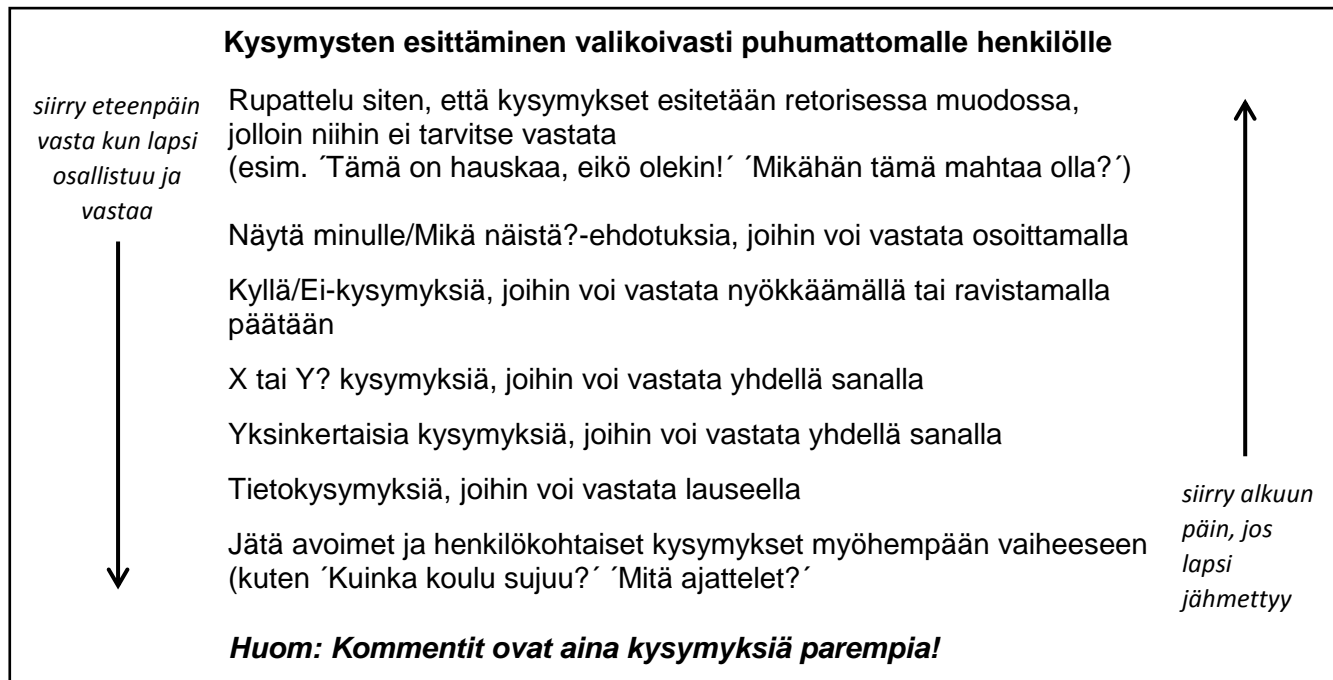 Kysymysten esittäminen valikoivasti puhumattomalle henkilölle
siirry eteenpäin
vasta kun lapsi
osallistuu ja
vastaa
Rupattelu siten, että kysymykset esitetään retorisessa muodossa,
jolloin niihin ei tarvitse vastata
(esim. ´Tämä on hauskaa, eikö olekin!´ ´Mikähän tämä mahtaa olla?´)
Näytä minulle/Mikä näistä?-ehdotuksia, joihin voi vastata osoittamalla
Kyllä/Ei-kysymyksiä, joihin voi vastata nyökkäämällä tai ravistamalla
päätään
X tai Y? kysymyksiä, joihin voi vastata yhdellä sanalla
Yksinkertaisia kysymyksiä, joihin voi vastata yhdellä sanalla
Tietokysymyksiä, joihin voi vastata lauseella
Jätä avoimet ja henkilökohtaiset kysymykset myöhempään vaiheeseen
(kuten ´Kuinka koulu sujuu?´ ´Mitä ajattelet?´
siirry alkuun
päin, jos
lapsi
jähmettyy
Huom: Kommentit ovat aina kysymyksiä parempia!